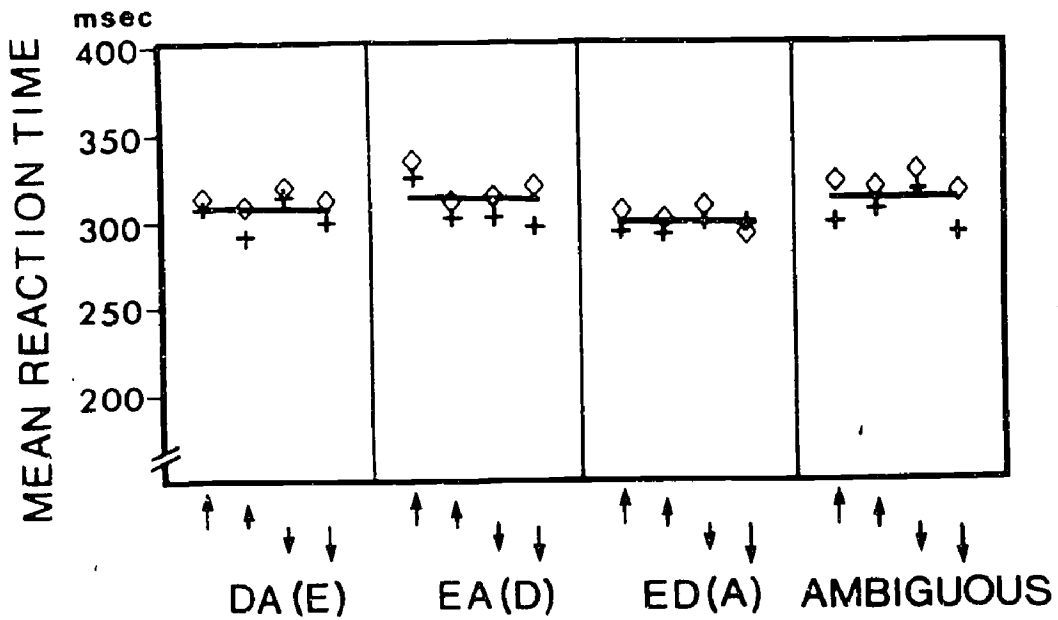 msec
MEAN REACTION TIME
400
350
300
250
200
DA (E)
EA (D)
ED (A)
AMBIGUOUS